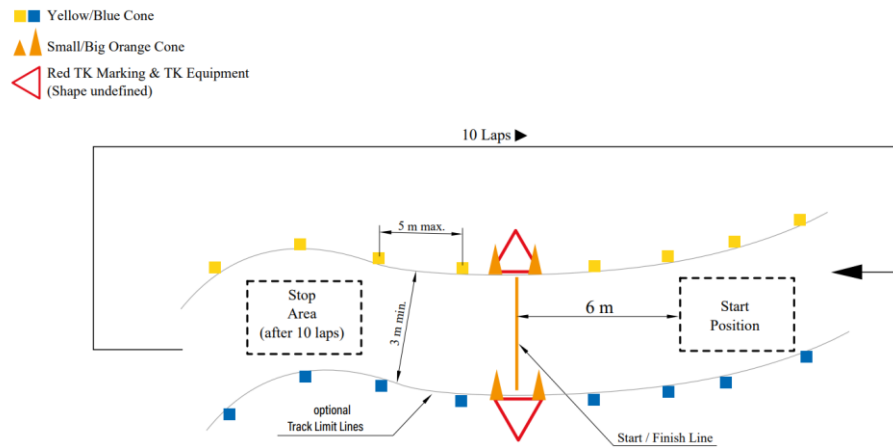 Yellow/Blue Cone
Small/Big Orange Cone
Red TK Marking & TK Equipment
(Shape undefined)
10 Laps
5 m max.
Stop
Area
(after 10 laps)
3 m min.
6 m
Start
Position
optional
Track Limit Lines
Start / Finish Line